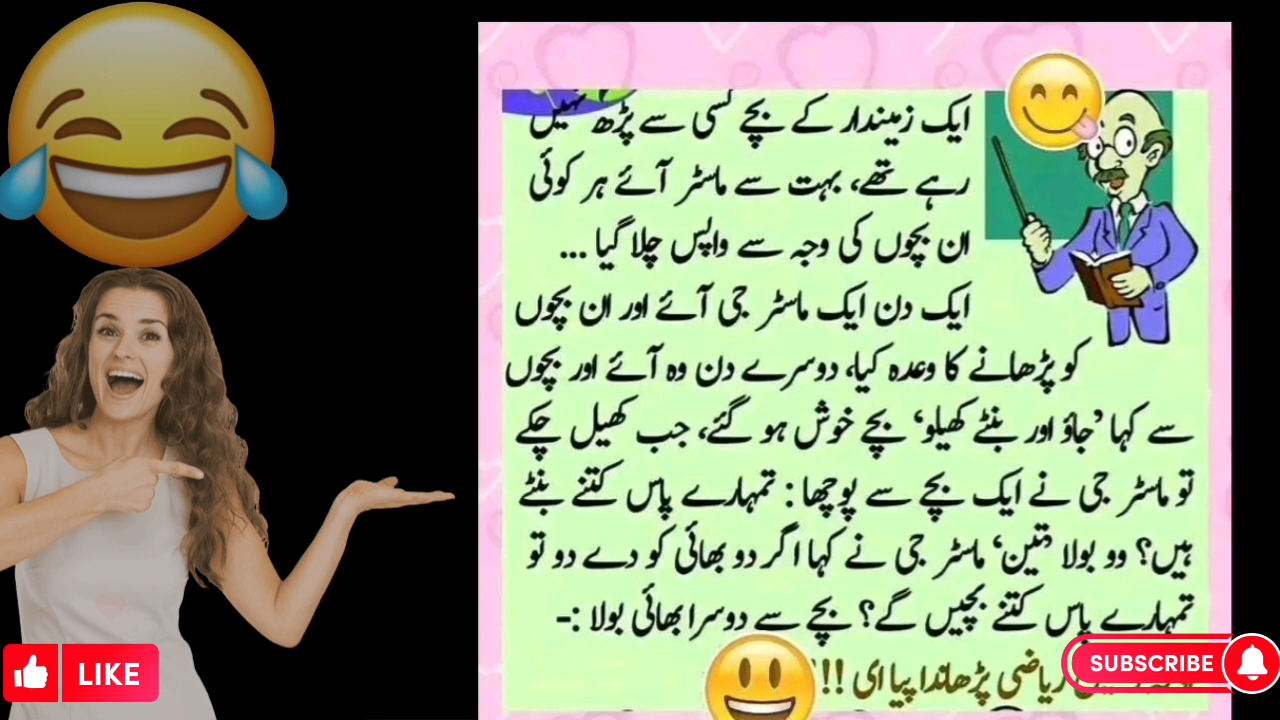 ایک زمیندار کے بچے کسی سے پڑھ نہیں
رہے تھے، بہت سے ماسٹر آئے ہر کوئی
ان بچوں کی وجہ سے واپس چلا گیا ...
ایک دن ایک ماسٹر جی آئے اور ان بچوں
کو پڑھانے کا وعدہ کیا، دوسرے دن وہ آئے اور بچوں
سے کہا ’جاؤ اور بنٹے کھیلو‘ بچے خوش ہو گئے، جب کھیل چکے
تو ماسٹر جی نے ایک بچے سے پوچھا : تمہارے پاس کتنے بنٹے
ہیں؟ وو بولا ’تین‘ ماسٹر جی نے کہا اگر دو بھائی کو دے دو تو
تمہارے پاس کتنے بچیں گے؟ بچے سے دوسرا بھائی بولا :-
ریاضی پڑھاندا پیا ای !!
LIKE
SUBSCRIBE